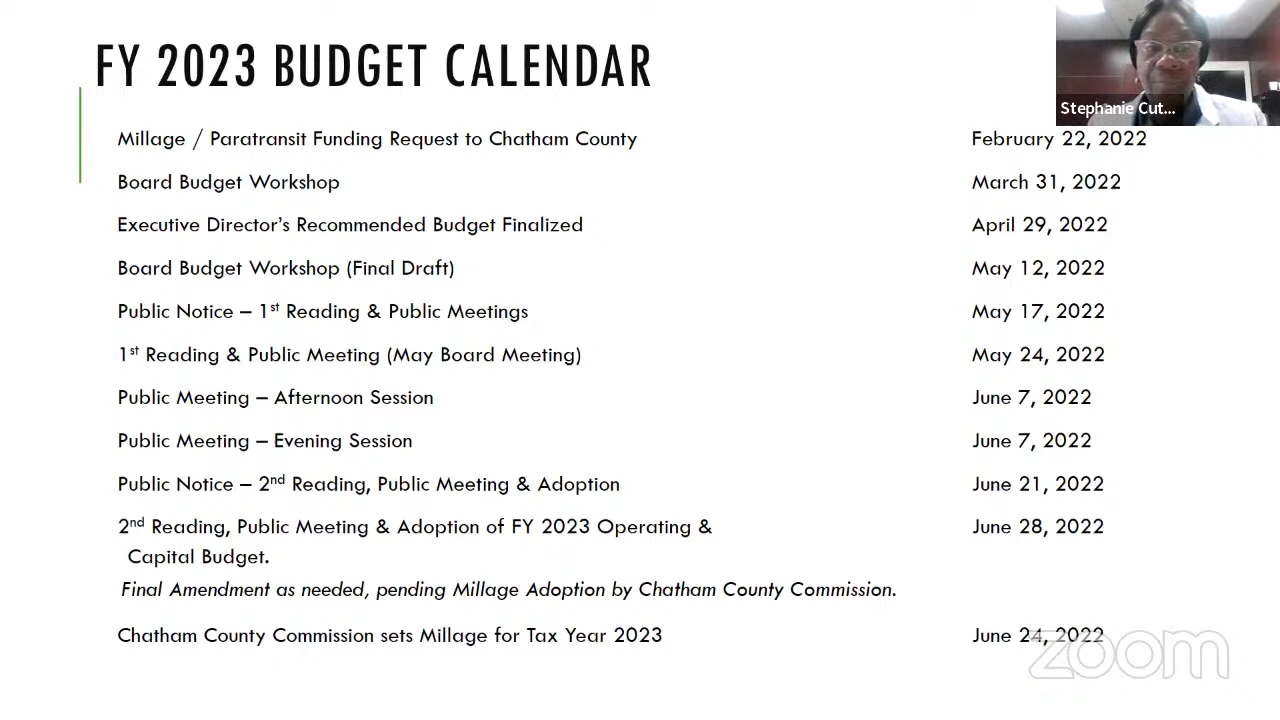 FY 2023 BUDGET CALENDAR
Stephanie Cut...
Millage / Paratransit Funding Request to Chatham County February 22, 2022
Board Budget Workshop March 31, 2022
Executive Director’s Recommended Budget Finalized April 29, 2022
Board Budget Workshop (Final Draft) May 12, 2022
Public Notice – 1st Reading & Public Meetings May 17, 2022
1st Reading & Public Meeting (May Board Meeting) May 24, 2022
Public Meeting – Afternoon Session June 7, 2022
Public Meeting – Evening Session June 7, 2022
Public Notice – 2nd Reading, Public Meeting & Adoption June 21, 2022
2nd Reading, Public Meeting & Adoption of FY 2023 Operating & June 28, 2022
Capital Budget.
Final Amendment as needed, pending Millage Adoption by Chatham County Commission.
Chatham County Commission sets Millage for Tax Year 2023 June 24, 2022
zoom